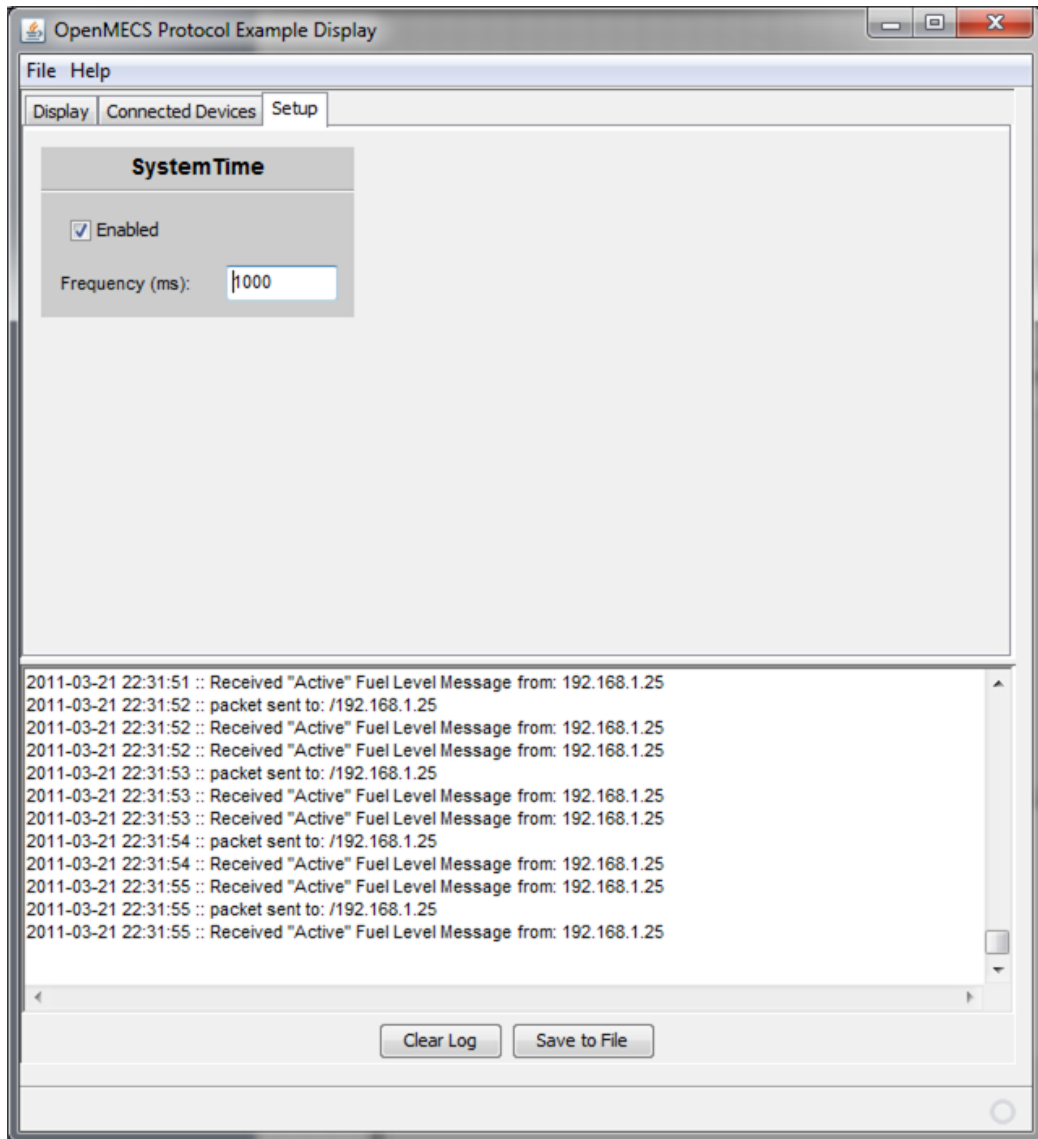 OpenMECS Protocol Example Display
File Help
Display Connected Devices Setup
SystemTime
Enabled
Frequency (ms): 1000
2011-03-21 22:31:51 :: Received "Active" Fuel Level Message from: 192.168.1.25
2011-03-21 22:31:52 :: packet sent to: /192.168.1.25
2011-03-21 22:31:52 :: Received "Active" Fuel Level Message from: 192.168.1.25
2011-03-21 22:31:52 :: Received "Active" Fuel Level Message from: 192.168.1.25
2011-03-21 22:31:53 :: packet sent to: /192.168.1.25
2011-03-21 22:31:53 :: Received "Active" Fuel Level Message from: 192.168.1.25
2011-03-21 22:31:53 :: Received "Active" Fuel Level Message from: 192.168.1.25
2011-03-21 22:31:54 :: packet sent to: /192.168.1.25
2011-03-21 22:31:54 :: Received "Active" Fuel Level Message from: 192.168.1.25
2011-03-21 22:31:55 :: Received "Active" Fuel Level Message from: 192.168.1.25
2011-03-21 22:31:55 :: packet sent to: /192.168.1.25
2011-03-21 22:31:55 :: Received "Active" Fuel Level Message from: 192.168.1.25
Clear Log Save to File